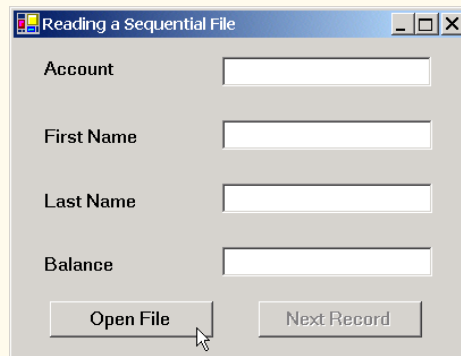 Reading a Sequential File
Account
First Name
Last Name
Balance
Open File Next Record